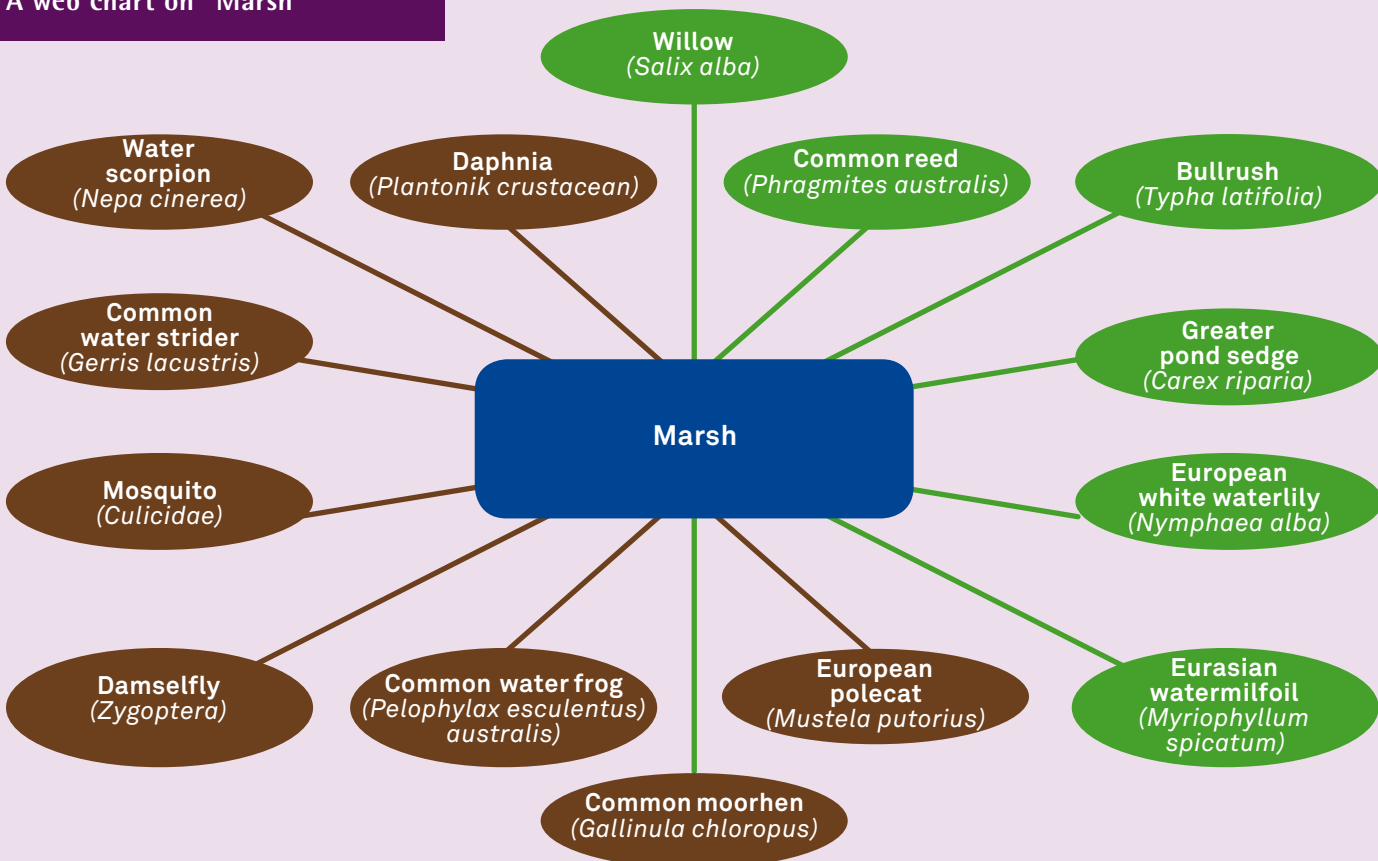 A web chart on "Marsh"
Willow
(Salix alba)
Water
scorpion
(Nepa cinerea)
Daphnia
(Plantonik crustacean)
Common reed
(Phragmites australis)
Bullrush
(Typha latifolia)
Common
water strider
(Gerris lacustris)
Greater
pond sedge
(Carex riparia)
Marsh
Mosquito
(Culicidae)
European
white waterlily
(Nymphaea alba)
Damselfly
(Zygoptera)
Common water frog
(Pelophylax esculentus)
australis)
European
polecat
(Mustela putorius)
Eurasian
watermilfoil
(Myriophyllum
spicatum)
Common moorhen
(Gallinula chloropus)